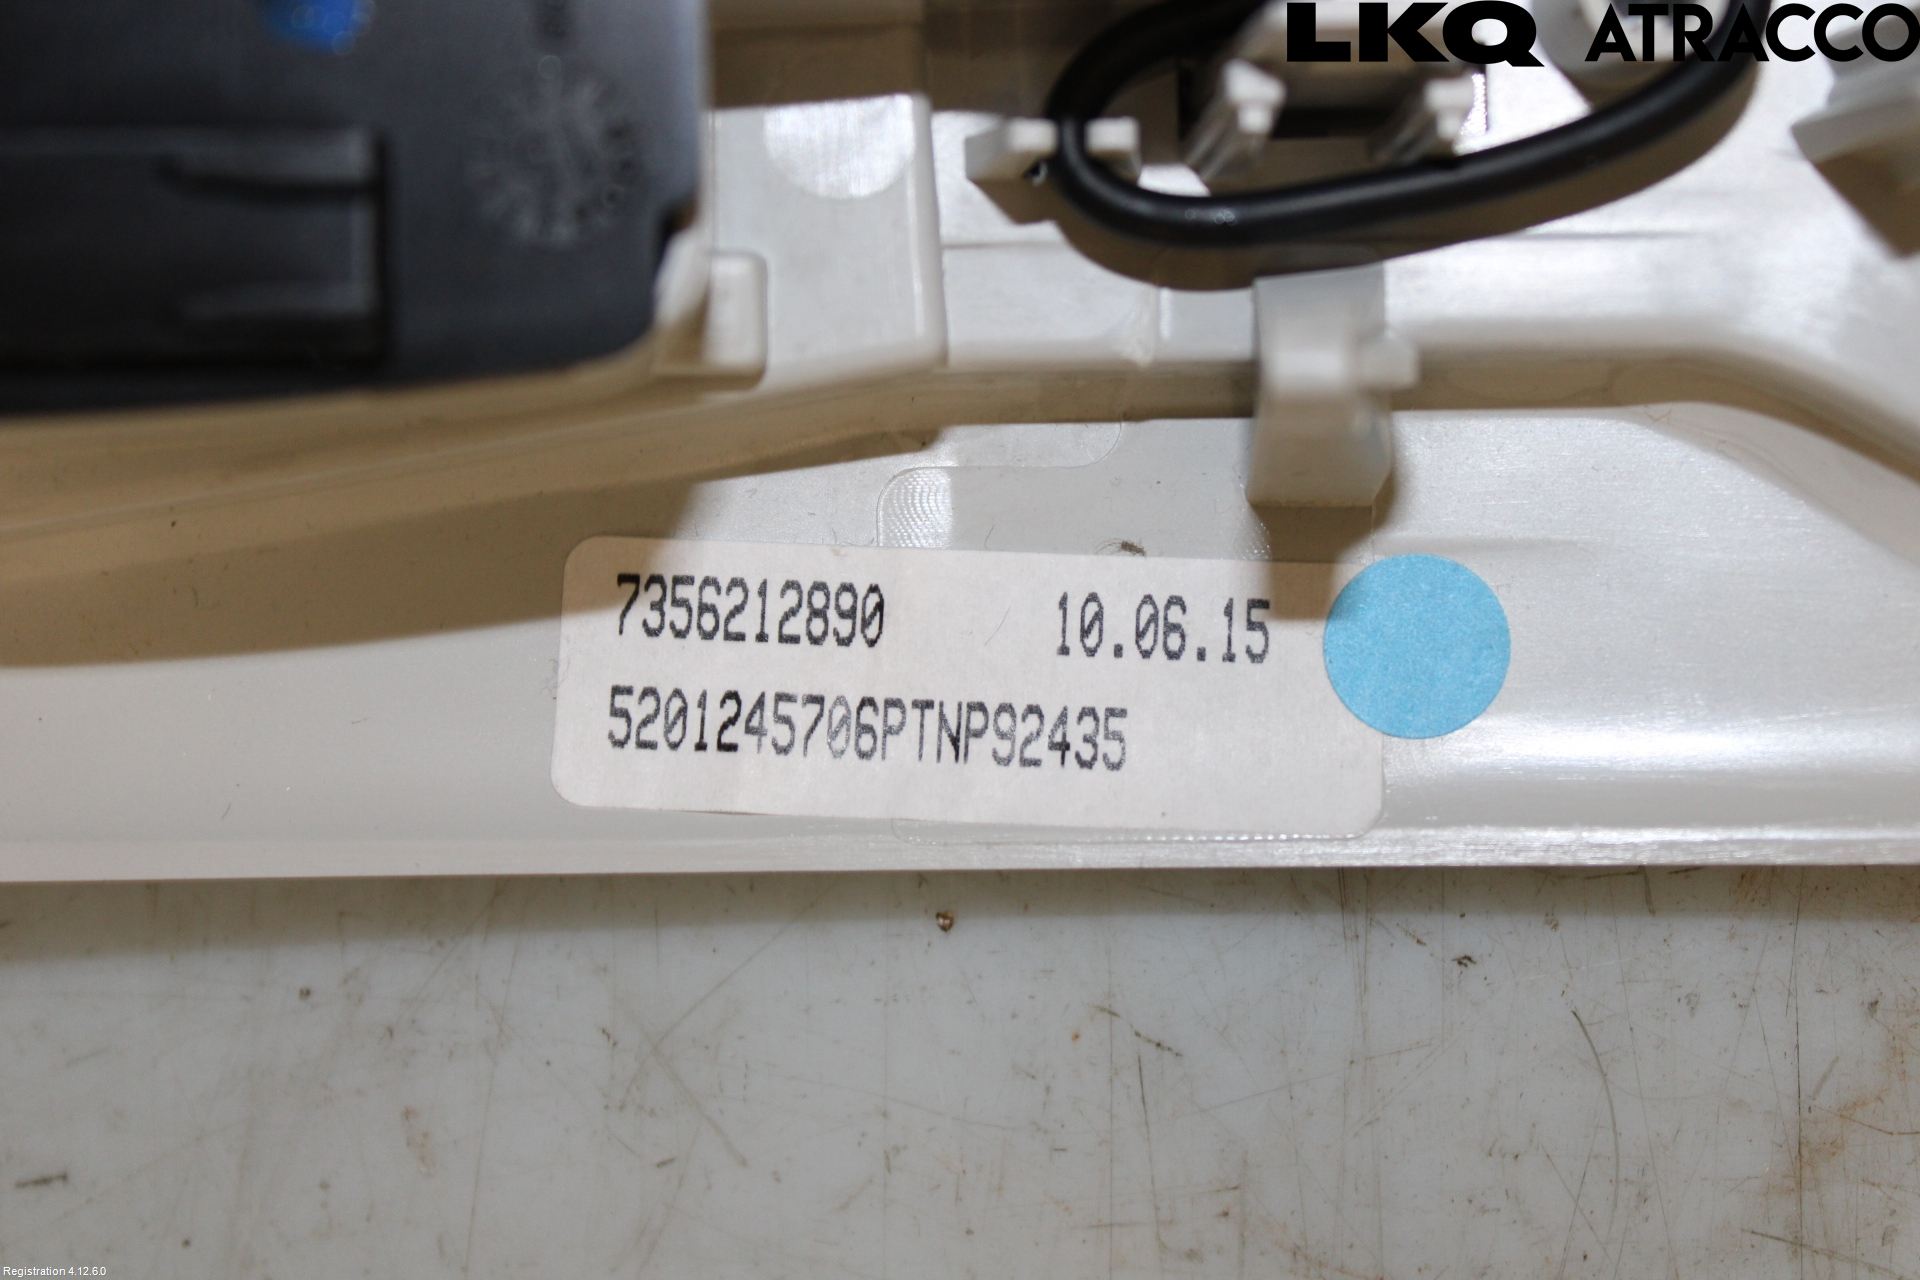 LKQ ATRACCO
7356212890 10.06.15
5201245706PTNP92435
Registration 4.12.6.0